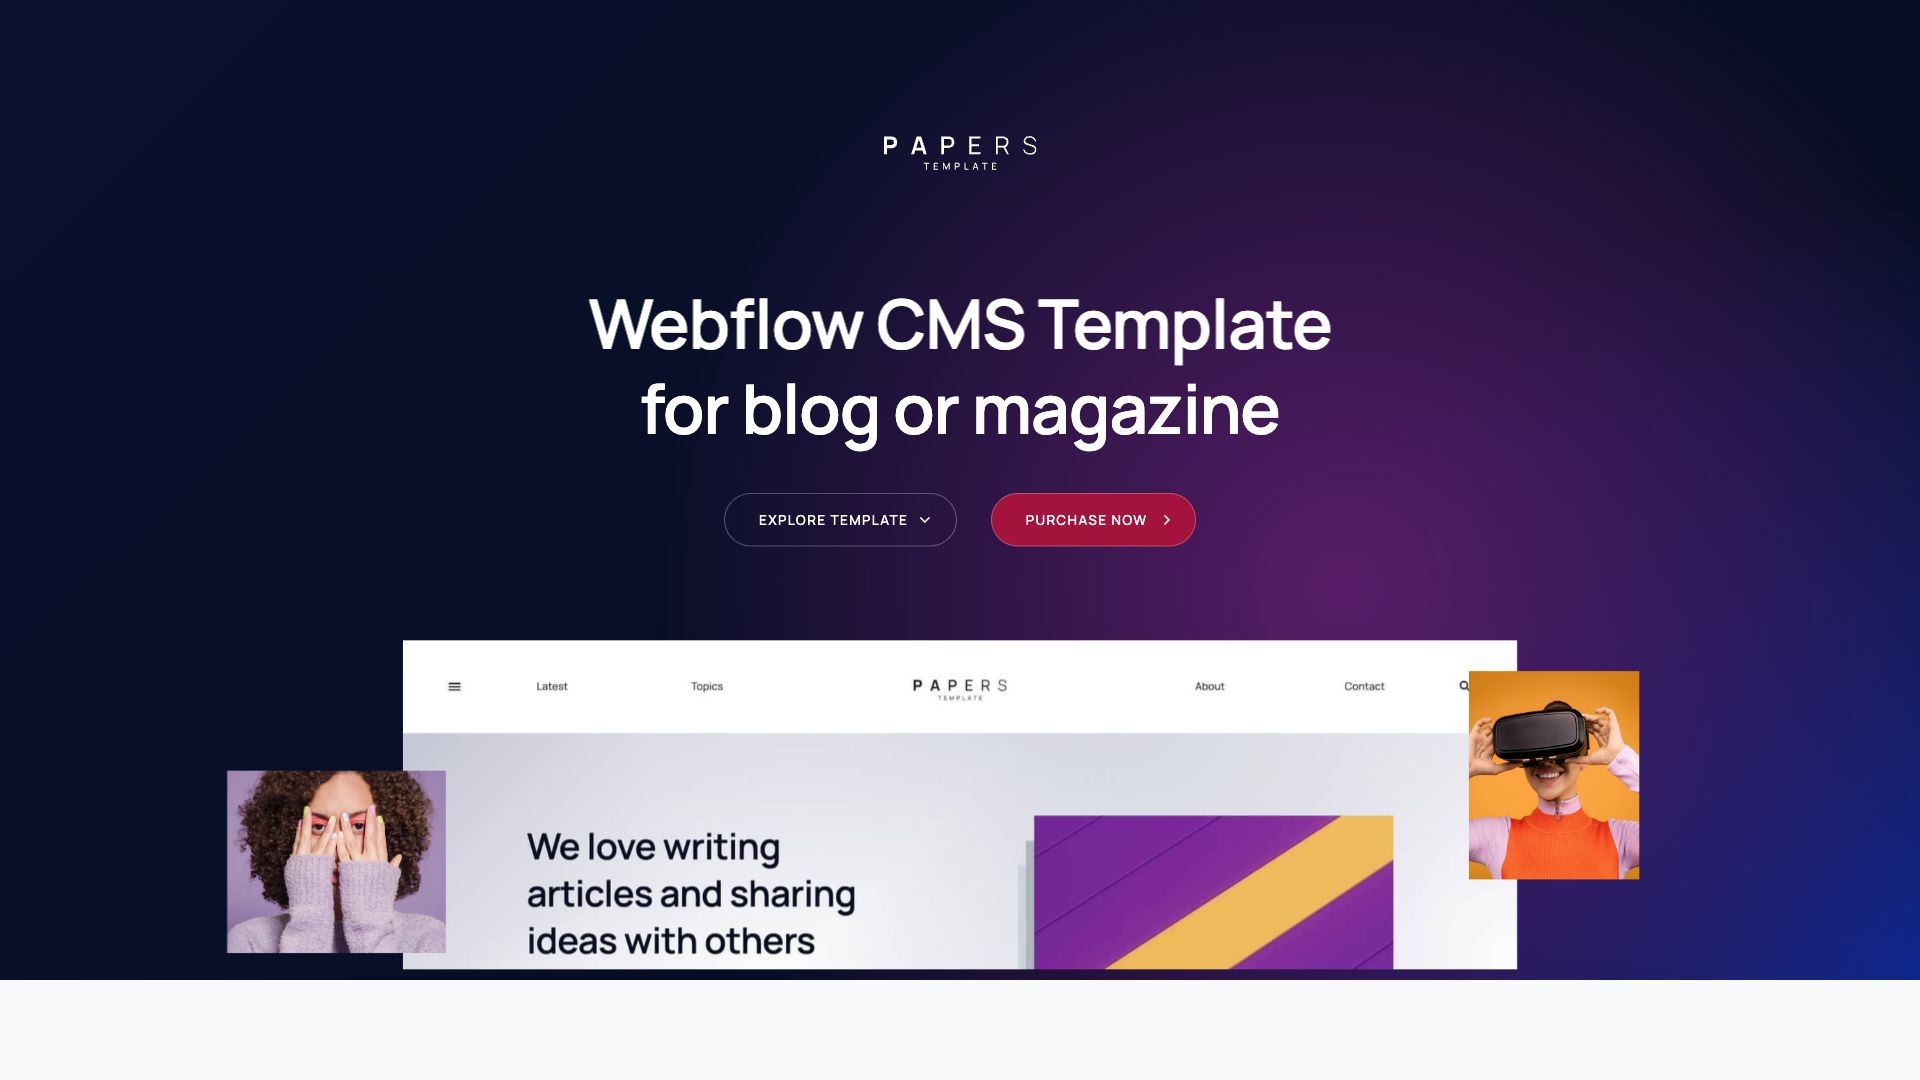 PAPERS
TEMPLATE
Webflow CMS Template
for blog or magazine
EXPLORE TEMPLATE
PURCHASE NOW
Latest
Topics
PAPERS
TEMPLATE
About
Contact
We love writing
articles and sharing
ideas with others